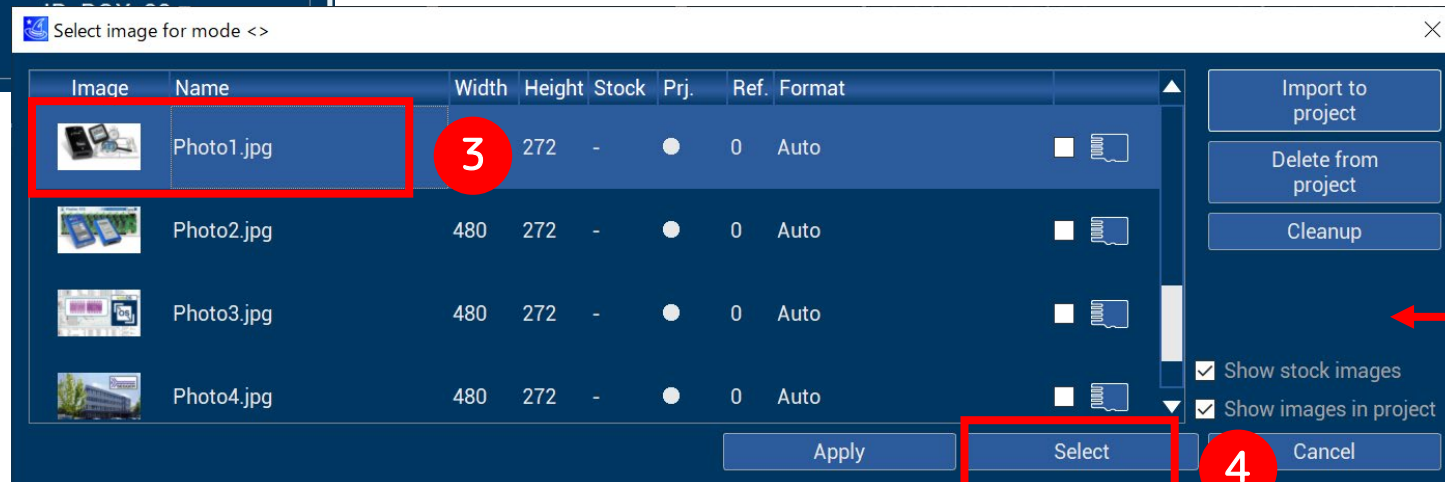 Select image for mode <>
Image Name Width Height Stock Prj. Ref. Format
Photo1.jpg 272 - 0 Auto
Photo2.jpg 480 272 - 0 Auto
Photo3.jpg 480 272 - 0 Auto
Photo4.jpg 480 272 - 0 Auto
3
Import to
project
Delete from
project
Cleanup
Show stock images
Show images in project
Apply Select Cancel
4